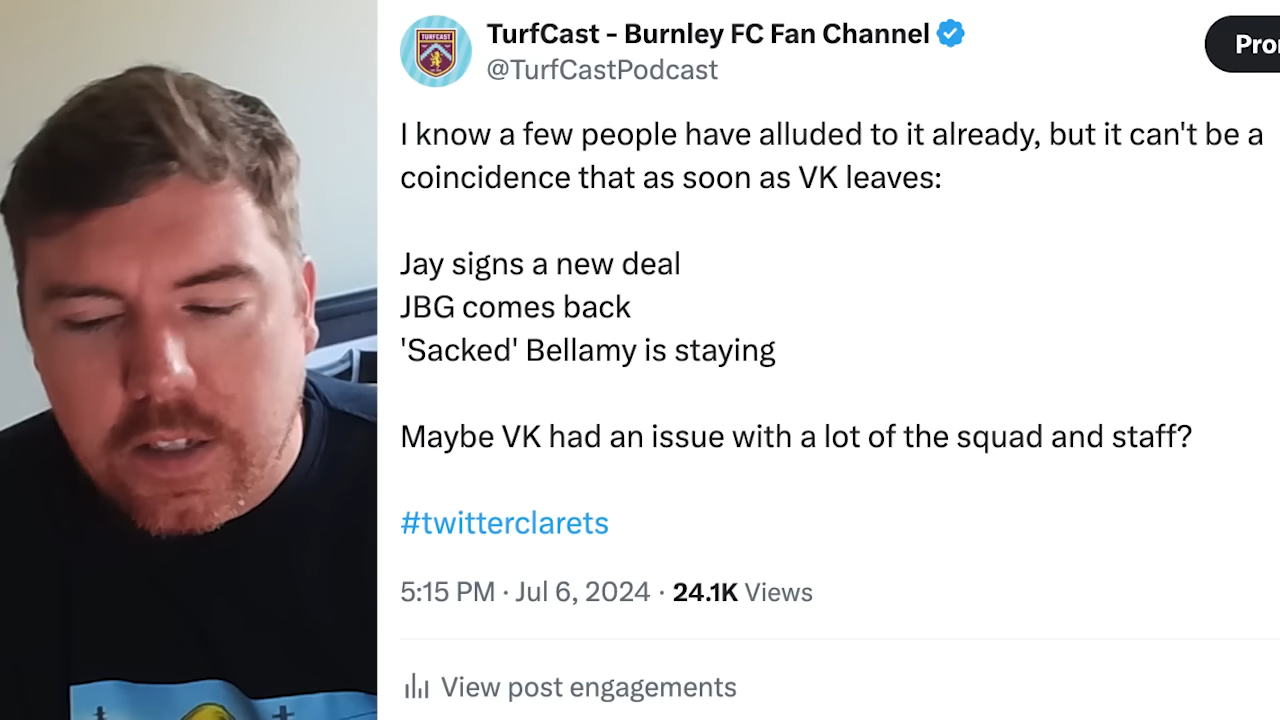 TURFCAST
TurfCast - Burnley FC Fan Channel
Pro
@TurfCastPodcast
I know a few people have alluded to it already, but it can't be a
coincidence that as soon as VK leaves:
Jay signs a new deal
JBG comes back
'Sacked' Bellamy is staying
Maybe VK had an issue with a lot of the squad and staff?
#twitterclarets
5:15 PM · Jul 6, 2024 · 24.1K Views
View post engagements